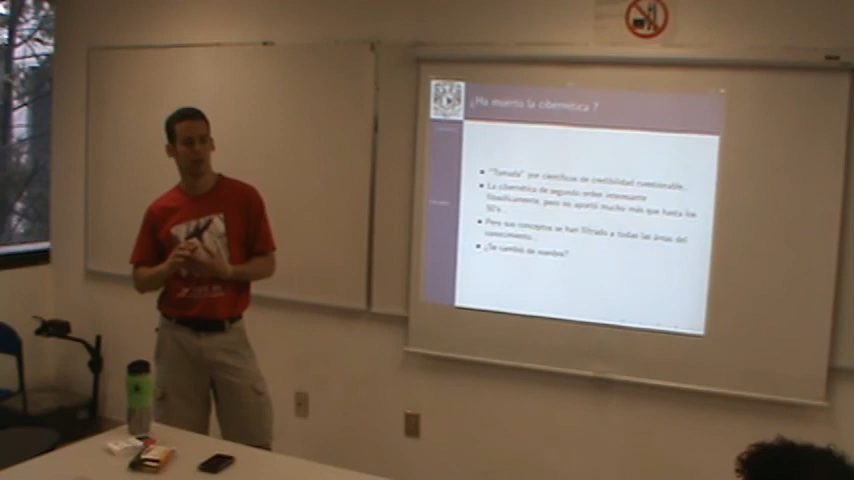 ¿Ha muerto la cibernética ?
"Tomada" por científicos de credibilidad cuestionable...
La cibernética de segundo orden interesante
filosóficamente, pero no aportó mucho más que hasta los
50's...
Pero sus conceptos se han filtrado a todas las áreas del
conocimiento...
¿Se cambió de nombre?